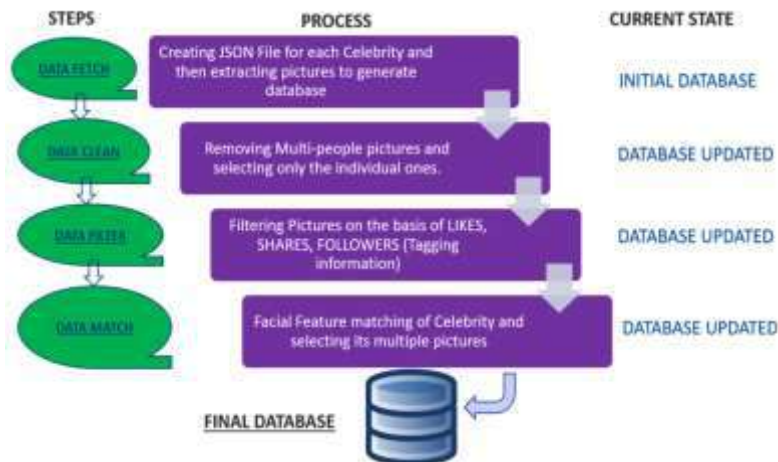 STEPS
PROCESS
CURRENT STATE
DATA FETCH
Creating JSON File for each Celebrity and
then extracting pictures to generate
database
INITIAL DATABASE
DATA CLEAN
Removing Multi-people pictures and
selecting only the individual ones.
DATABASE UPDATED
DATA FILTER
Filtering Pictures on the basis of LIKES,
SHARES, FOLLOWERS (Tagging
information)
DATABASE UPDATED
DATA MATCH
Facial Feature matching of Celebrity and
selecting its multiple pictures
DATABASE UPDATED
FINAL DATABASE